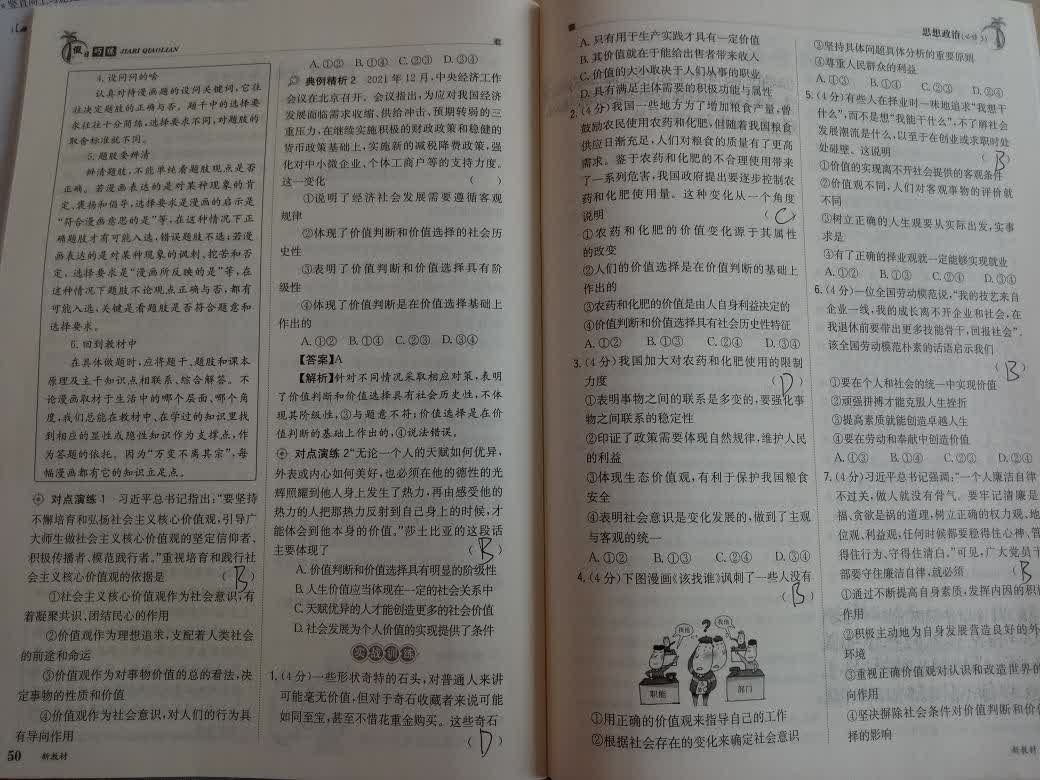 假日巧练 JIARI QIAOLIAN
4. 设问问的啥
认真对待漫画题的设问关键词,它往
往决定题肢的正确与否。题干中的选择要
求往往十分简练,选择要求不同,对题肢的
取舍标准就不同。
5. 题肢要辨清
辨清题肢,不能单纯看题肢观点是否
正确。若漫画表达的是对某种现象的肯
定、褒扬和倡导,选择要求是漫画的启示是
“符合漫画意思的是”等,在这种情况下正
确题肢才有可能入选,错误题肢不选;若漫
画表达的是对某种现象的讽刺、挖苦和否
定,选择要求是“漫画所反映的是”等,在
这种情况下题肢不论观点正确与否,都有
可能入选,关键是看题肢是否符合题意和
选择要求。
6. 回到教材中
在具体做题时,应将题干、题肢和课本
原理及主干知识点相联系、综合解答。不
论漫画取材于生活中的哪个层面、哪个角
度,我们总能在教材中、在学过的知识里找
到相应的显性或隐性知识作为支撑点,作
为答题的依托。因为“万变不离其宗”,每
幅漫画都有它的知识立足点。
对点演练1 习近平总书记指出:“要坚持
不懈培育和弘扬社会主义核心价值观,引导广
大师生做社会主义核心价值观的坚定信仰者、
积极传播者、模范践行者。”重视培育和践行社
会主义核心价值观的依据是 (B)
①社会主义核心价值观作为社会意识,有
着凝聚共识、团结民心的作用
②价值观作为理想追求,支配着人类社会
的前途和命运
③价值观作为对事物价值的总的看法,决
定事物的性质和价值
④价值观作为社会意识,对人们的行为具
有导向作用
50 新教材
A. ①② B. ①④ C. ②③ D. ③④
典例精析2 2021年12月,中央经济工作
会议在北京召开。会议指出,为应对我国经济
发展面临需求收缩、供给冲击、预期转弱的三
重压力,在继续实施积极的财政政策和稳健的
货币政策基础上,实施新的减税降费政策,强
化对中小微企业、个体工商户等的支持力度。
这一变化 ( )
①说明了经济社会发展需要遵循客观
规律
②体现了价值判断和价值选择的社会历
史性
③表明了价值判断和价值选择具有阶
级性
④体现了价值判断是在价值选择基础上
作出的
A. ①② B. ①④ C. ②③ D. ③④
【答案】A
【解析】针对不同情况采取相应对策,表明
了价值判断和价值选择具有社会历史性,不体
现其阶级性,③与题意不符;价值选择是在价
值判断的基础上作出的,④说法错误。
对点演练2 “无论一个人的天赋如何优异,
外表或内心如何美好,也必须在他的德性的光
辉照耀到他人身上发生了热力,再由感受他的
热力的人把那热力反射到自己身上的时候,才
能体会到他本身的价值。”莎士比亚的这段话
主要体现了 (B)
A. 价值判断和价值选择具有明显的阶级性
B. 人生价值应当体现在一定的社会关系中
C. 天赋优异的人才能创造更多的社会价值
D. 社会发展为个人价值的实现提供了条件
实战训练
1. (4分)一些形状奇特的石头,对普通人来讲
可能毫无价值,但对于奇石收藏者来说可能
如同至宝,甚至不惜花重金购买。这些奇石
(D)
思想政治(必修3)
A. 只有用于生产实践才具有一定价值
B. 其价值就在于能给出售者带来收入
C. 价值的大小取决于人们从事的职业
D. 具有满足主体需要的积极功能与属性
2. (4分)我国一些地方为了增加粮食产量,曾
鼓励农民使用农药和化肥,但随着我国粮食
供应日渐充足,人们对粮食的质量有了更高
需求。鉴于农药和化肥的不合理使用带来
了一系列危害,我国政府提出要逐步控制农
药和化肥使用量。这种变化从一个角度
说明 (C)
①农药和化肥的价值变化源于其属性
的改变
②人们的价值选择是在价值判断的基础上
作出的
③农药和化肥的价值是由人自身利益决定的
④价值判断和价值选择具有社会历史性特征
A. ①② B. ①③ C. ②④ D. ③④
3. (4分)我国加大对农药和化肥使用的限制
力度 (D)
①表明事物之间的联系是多变的,要强化事
物之间联系的稳定性
②印证了政策需要体现自然规律,维护人民
的利益
③体现生态价值观,有利于保护我国粮食
安全
④表明社会意识是变化发展的,做到了主观
与客观的统一
A. ①② B. ①③ C. ②④ D. ③④
4. (4分)下图漫画《该找谁》讽刺了一些人没有
(B)
找他
?
找他
职能
部门
①用正确的价值观来指导自己的工作
②根据社会存在的变化来确定社会意识
③坚持具体问题具体分析的重要原则
④尊重人民群众的利益
A. ①③ B. ①④ C. ②③ D. ②④
5. (4分)有些人在择业时一味地追求“我想干
什么”,而不是想“我能干什么”,不了解社会
发展潮流是什么,以至于在创业或求职时处
处碰壁。这说明 (B)
①价值的实现离不开社会提供的客观条件
②价值观不同,人们对客观事物的评价就
不同
③树立正确的人生观要从实际出发,实事
求是
④有了正确的择业观就一定能够实现就业
A. ①② B. ①③ C. ②④ D. ③④
6. (4分)一位全国劳动模范说,“我的技艺来自
企业一线,我的成长离不开企业和社会,在
我退休前要带出更多技能骨干,回报社会”。
该全国劳动模范朴素的话语启示我们
(B)
①要在个人和社会的统一中实现价值
②顽强拼搏才能克服人生挫折
③提高素质就能创造卓越人生
④要在劳动和奉献中创造价值
A. ①③ B. ①④ C. ②③ D. ②④
7. (4分)习近平总书记强调:“一个人廉洁自律
不过关,做人就没有骨气。要牢记清廉是
福、贪欲是祸的道理,树立正确的权力观、地
位观、利益观,任何时候都要稳得住心神、管
得住行为、守得住清白。”可见,广大党员干
部要守住廉洁自律,就必须 (B
①通过不断提高自身素质,发挥内因的积
作用
②积极主动地为自身发展营造良好的外
环境
③重视正确价值观对认识和改造世界的
向作用
④坚决摒除社会条件对价值判断和价
择的影响
新教材